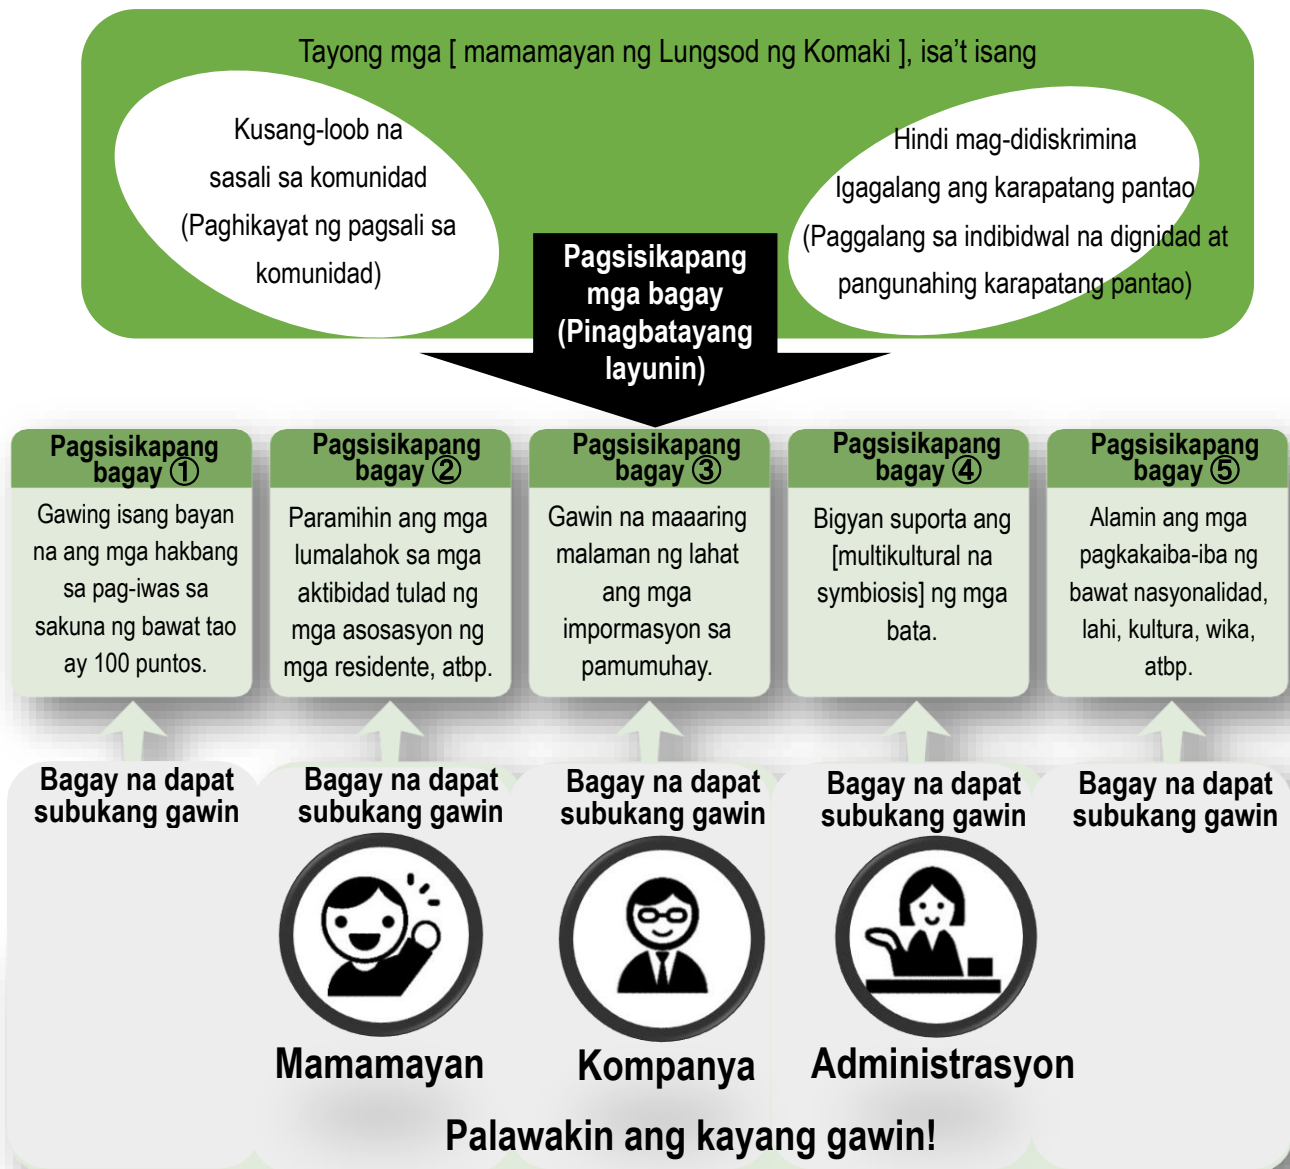 Tayong mga [ mamamayan ng Lungsod ng Komaki ], isa’t isang
Kusang-loob na
sasali sa komunidad
(Paghikayat ng pagsali sa
komunidad)
Hindi mag-didiskrimina
Igagalang ang karapatang pantao
(Paggalang sa indibidwal na dignidad at
pangunahing karapatang pantao)
Pagsisikapang
mga bagay
(Pinagbatayang
layunin)
Pagsisikapang
bagay ①
Gawing isang bayan
na ang mga hakbang
sa pag-iwas sa
sakuna ng bawat tao
ay 100 puntos.
Pagsisikapang
bagay ②
Paramihin ang mga
lumalahok sa mga
aktibidad tulad ng
mga asosasyon ng
mga residente, atbp.
Pagsisikapang
bagay ③
Gawin na maaaring
malaman ng lahat
ang mga
impormasyon sa
pamumuhay.
Pagsisikapang
bagay ④
Bigyan suporta ang
[multikultural na
symbiosis] ng mga
bata.
Pagsisikapang
bagay ⑤
Alamin ang mga
pagkakaiba-iba ng
bawat nasyonalidad,
lahi, kultura, wika,
atbp.
Bagay na dapat
subukang gawin
Bagay na dapat
subukang gawin
Bagay na dapat
subukang gawin
Bagay na dapat
subukang gawin
Bagay na dapat
subukang gawin
Mamamayan
Kompanya
Administrasyon
Palawakin ang kayang gawin!